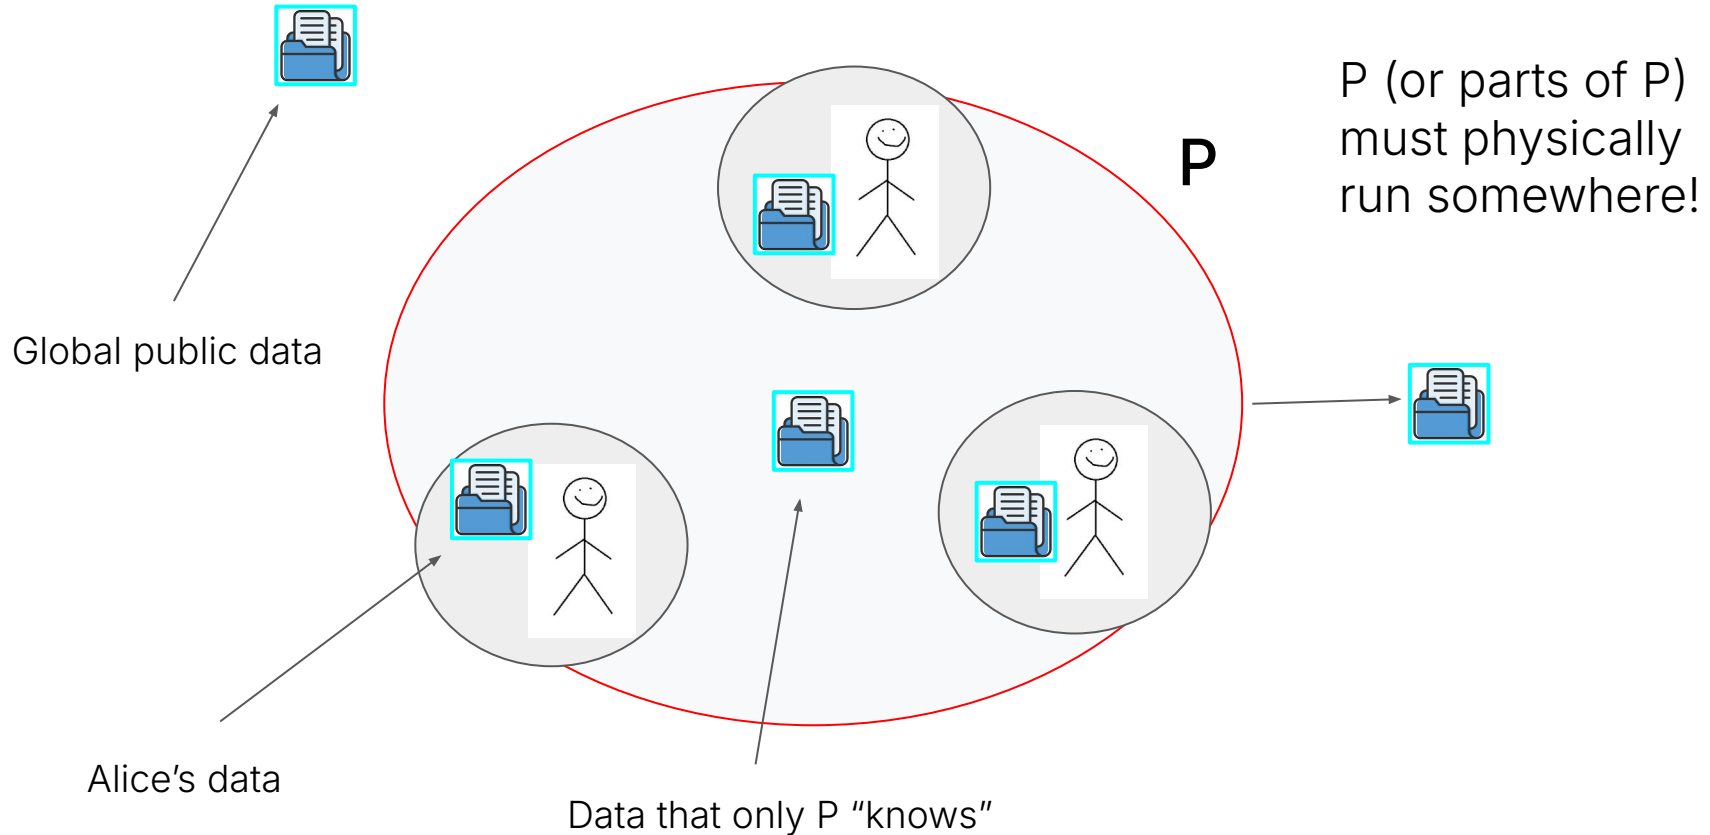 P (or parts of P)
must physically
run somewhere!
P
Global public data
Alice’s data
Data that only P “knows”